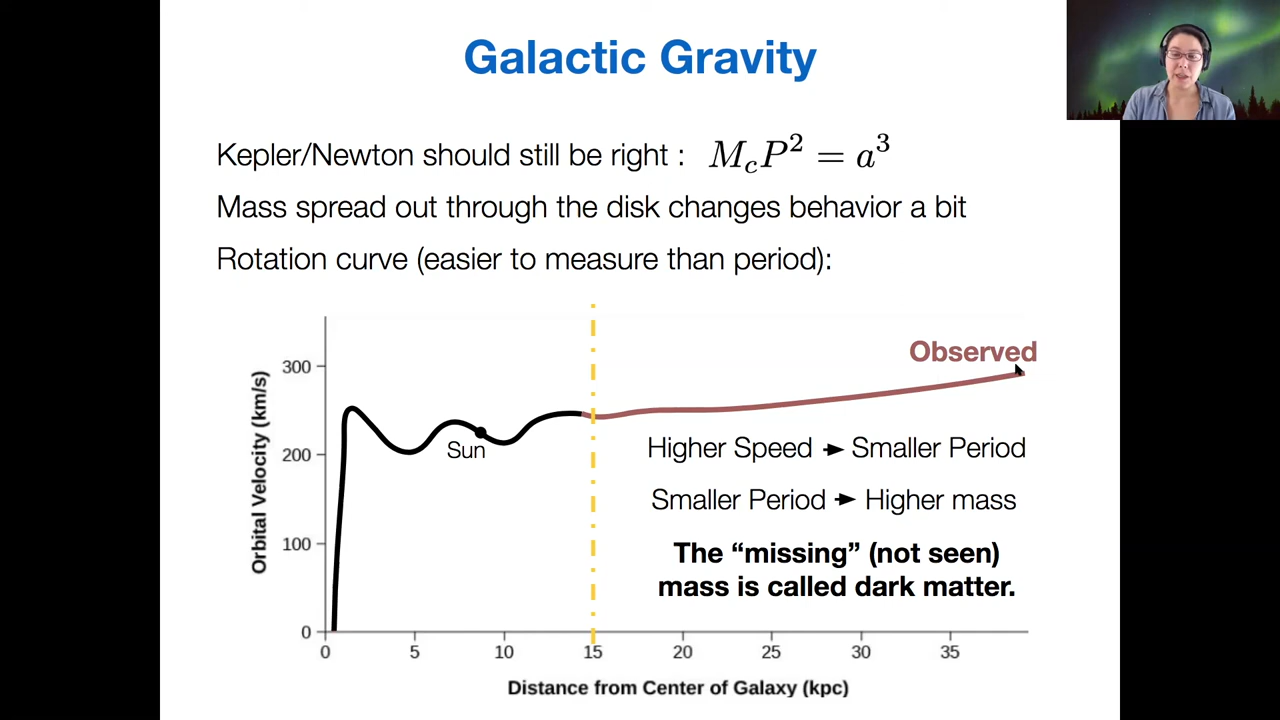 Galactic Gravity
Kepler/Newton should still be right : M_cP² = a³
Mass spread out through the disk changes behavior a bit
Rotation curve (easier to measure than period):
Observed
300
200
100
0
Orbital Velocity (km/s)
Sun
Higher Speed → Smaller Period
Smaller Period → Higher mass
The “missing” (not seen)
mass is called dark matter.
0 5 10 15 20 25 30 35
Distance from Center of Galaxy (kpc)